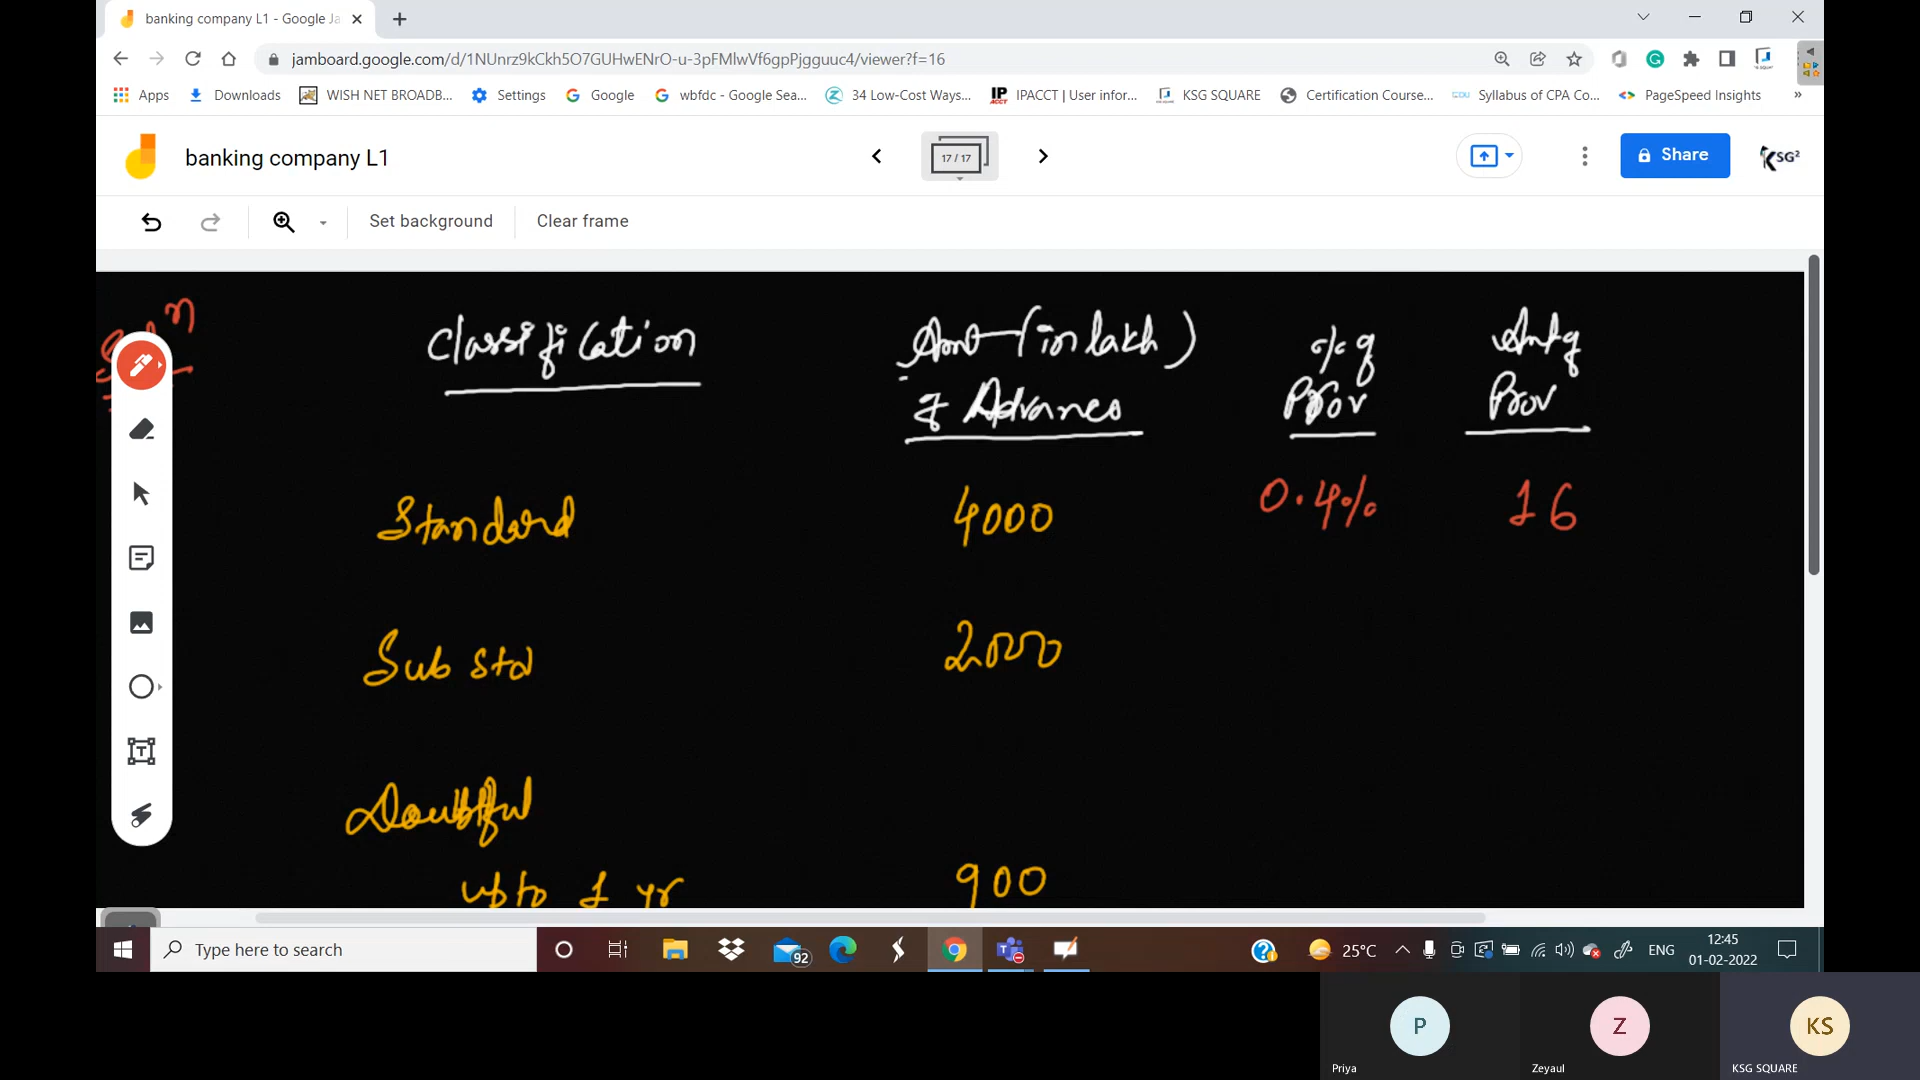 banking company L1 - Google Ja
jamboard.google.com/d/1NUnrz9kCkh5O7GUHwENrO-u-3pFMlwVf6gpPjgguuc4/viewer?f=16
Apps Downloads WISH NET BROADB... Settings Google wbfdc - Google Sea... 34 Low-Cost Ways... IPACCT | User infor... KSG SQUARE Certification Course... Syllabus of CPA Co... PageSpeed Insights »
banking company L1
17 / 17
Share
KSG²
Set background Clear frame
Classification Amt (in lakh) % of Amt of
of Advances Prov Prov
Standard 4000 0.4% 16
Sub std 2000
Doubtful
upto 1 yr 900
Type here to search
92
25°C
ENG
12:45
01-02-2022
P Z KS
Priya Zeyaul KSG SQUARE